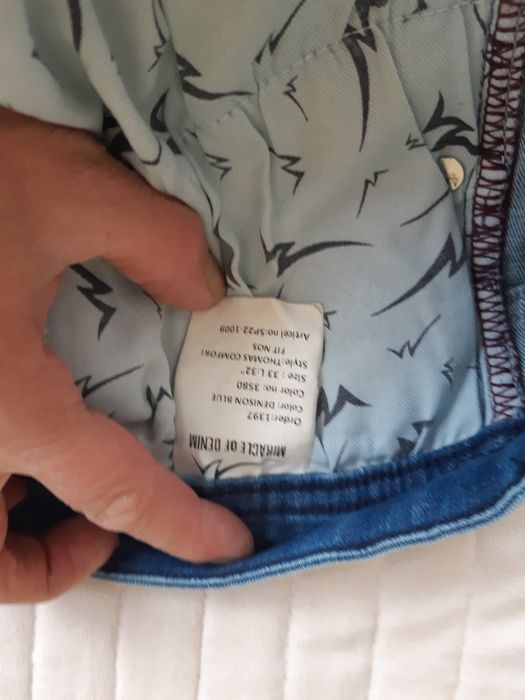 MIRACLE OF DENIM
Order:1397
Color: DENISON BLUE
Color no: 3580
Size : 33 L:32"
Style:THOMAS COMFORT
FIT NOS
Articel no:SP22-1009